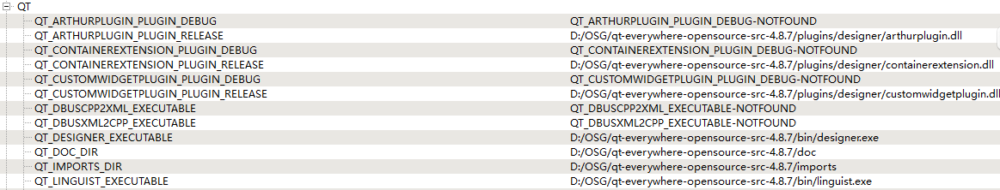 QT
QT_ARTHURPLUGIN_PLUGIN_DEBUG QT_ARTHURPLUGIN_PLUGIN_DEBUG-NOTFOUND
QT_ARTHURPLUGIN_PLUGIN_RELEASE D:/OSG/qt-everywhere-opensource-src-4.8.7/plugins/designer/arthurplugin.dll
QT_CONTAINEREXTENSION_PLUGIN_DEBUG QT_CONTAINEREXTENSION_PLUGIN_DEBUG-NOTFOUND
QT_CONTAINEREXTENSION_PLUGIN_RELEASE D:/OSG/qt-everywhere-opensource-src-4.8.7/plugins/designer/containerextension.dll
QT_CUSTOMWIDGETPLUGIN_PLUGIN_DEBUG QT_CUSTOMWIDGETPLUGIN_PLUGIN_DEBUG-NOTFOUND
QT_CUSTOMWIDGETPLUGIN_PLUGIN_RELEASE D:/OSG/qt-everywhere-opensource-src-4.8.7/plugins/designer/customwidgetplugin.dll
QT_DBUSCPP2XML_EXECUTABLE QT_DBUSCPP2XML_EXECUTABLE-NOTFOUND
QT_DBUSXML2CPP_EXECUTABLE QT_DBUSXML2CPP_EXECUTABLE-NOTFOUND
QT_DESIGNER_EXECUTABLE D:/OSG/qt-everywhere-opensource-src-4.8.7/bin/designer.exe
QT_DOC_DIR D:/OSG/qt-everywhere-opensource-src-4.8.7/doc
QT_IMPORTS_DIR D:/OSG/qt-everywhere-opensource-src-4.8.7/imports
QT_LINGUIST_EXECUTABLE D:/OSG/qt-everywhere-opensource-src-4.8.7/bin/linguist.exe